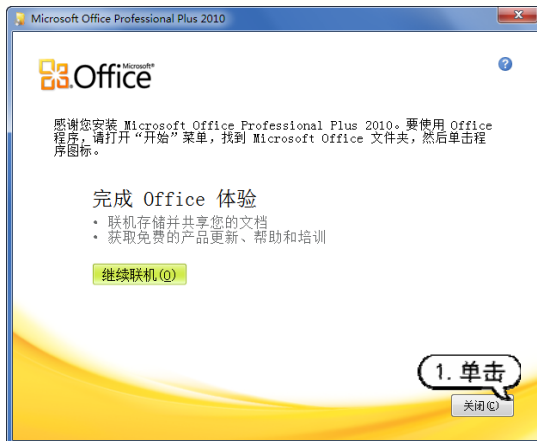 Microsoft Office Professional Plus 2010
Microsoft®
Office
感谢您安装 Microsoft Office Professional Plus 2010。要使用 Office
程序，请打开“开始”菜单，找到 Microsoft Office 文件夹，然后单击程
序图标。
完成 Office 体验
• 联机存储并共享您的文档
• 获取免费的产品更新、帮助和培训
继续联机(O)
1. 单击
关闭(C)